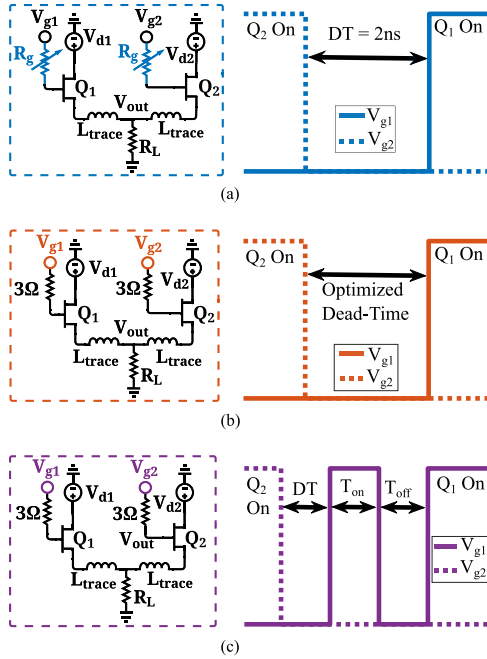 Vg1
Vg2
Q2 On
DT = 2ns
Q1 On
Rg
Vd1
Rg
Vd2
Q1
Q2
Vout
Ltrace
Ltrace
RL
Vg1
Vg2
(a)
Vg1
Vg2
Q2 On
Q1 On
3Ω
Vd1
3Ω
Vd2
Optimized
Dead-Time
Q1
Q2
Vout
Ltrace
Ltrace
RL
Vg1
Vg2
(b)
Vg1
Vg2
Q2
On
DT
Ton
Toff
Q1 On
3Ω
Vd1
3Ω
Vd2
Q1
Vout
Q2
Ltrace
Ltrace
RL
Vg1
Vg2
(c)